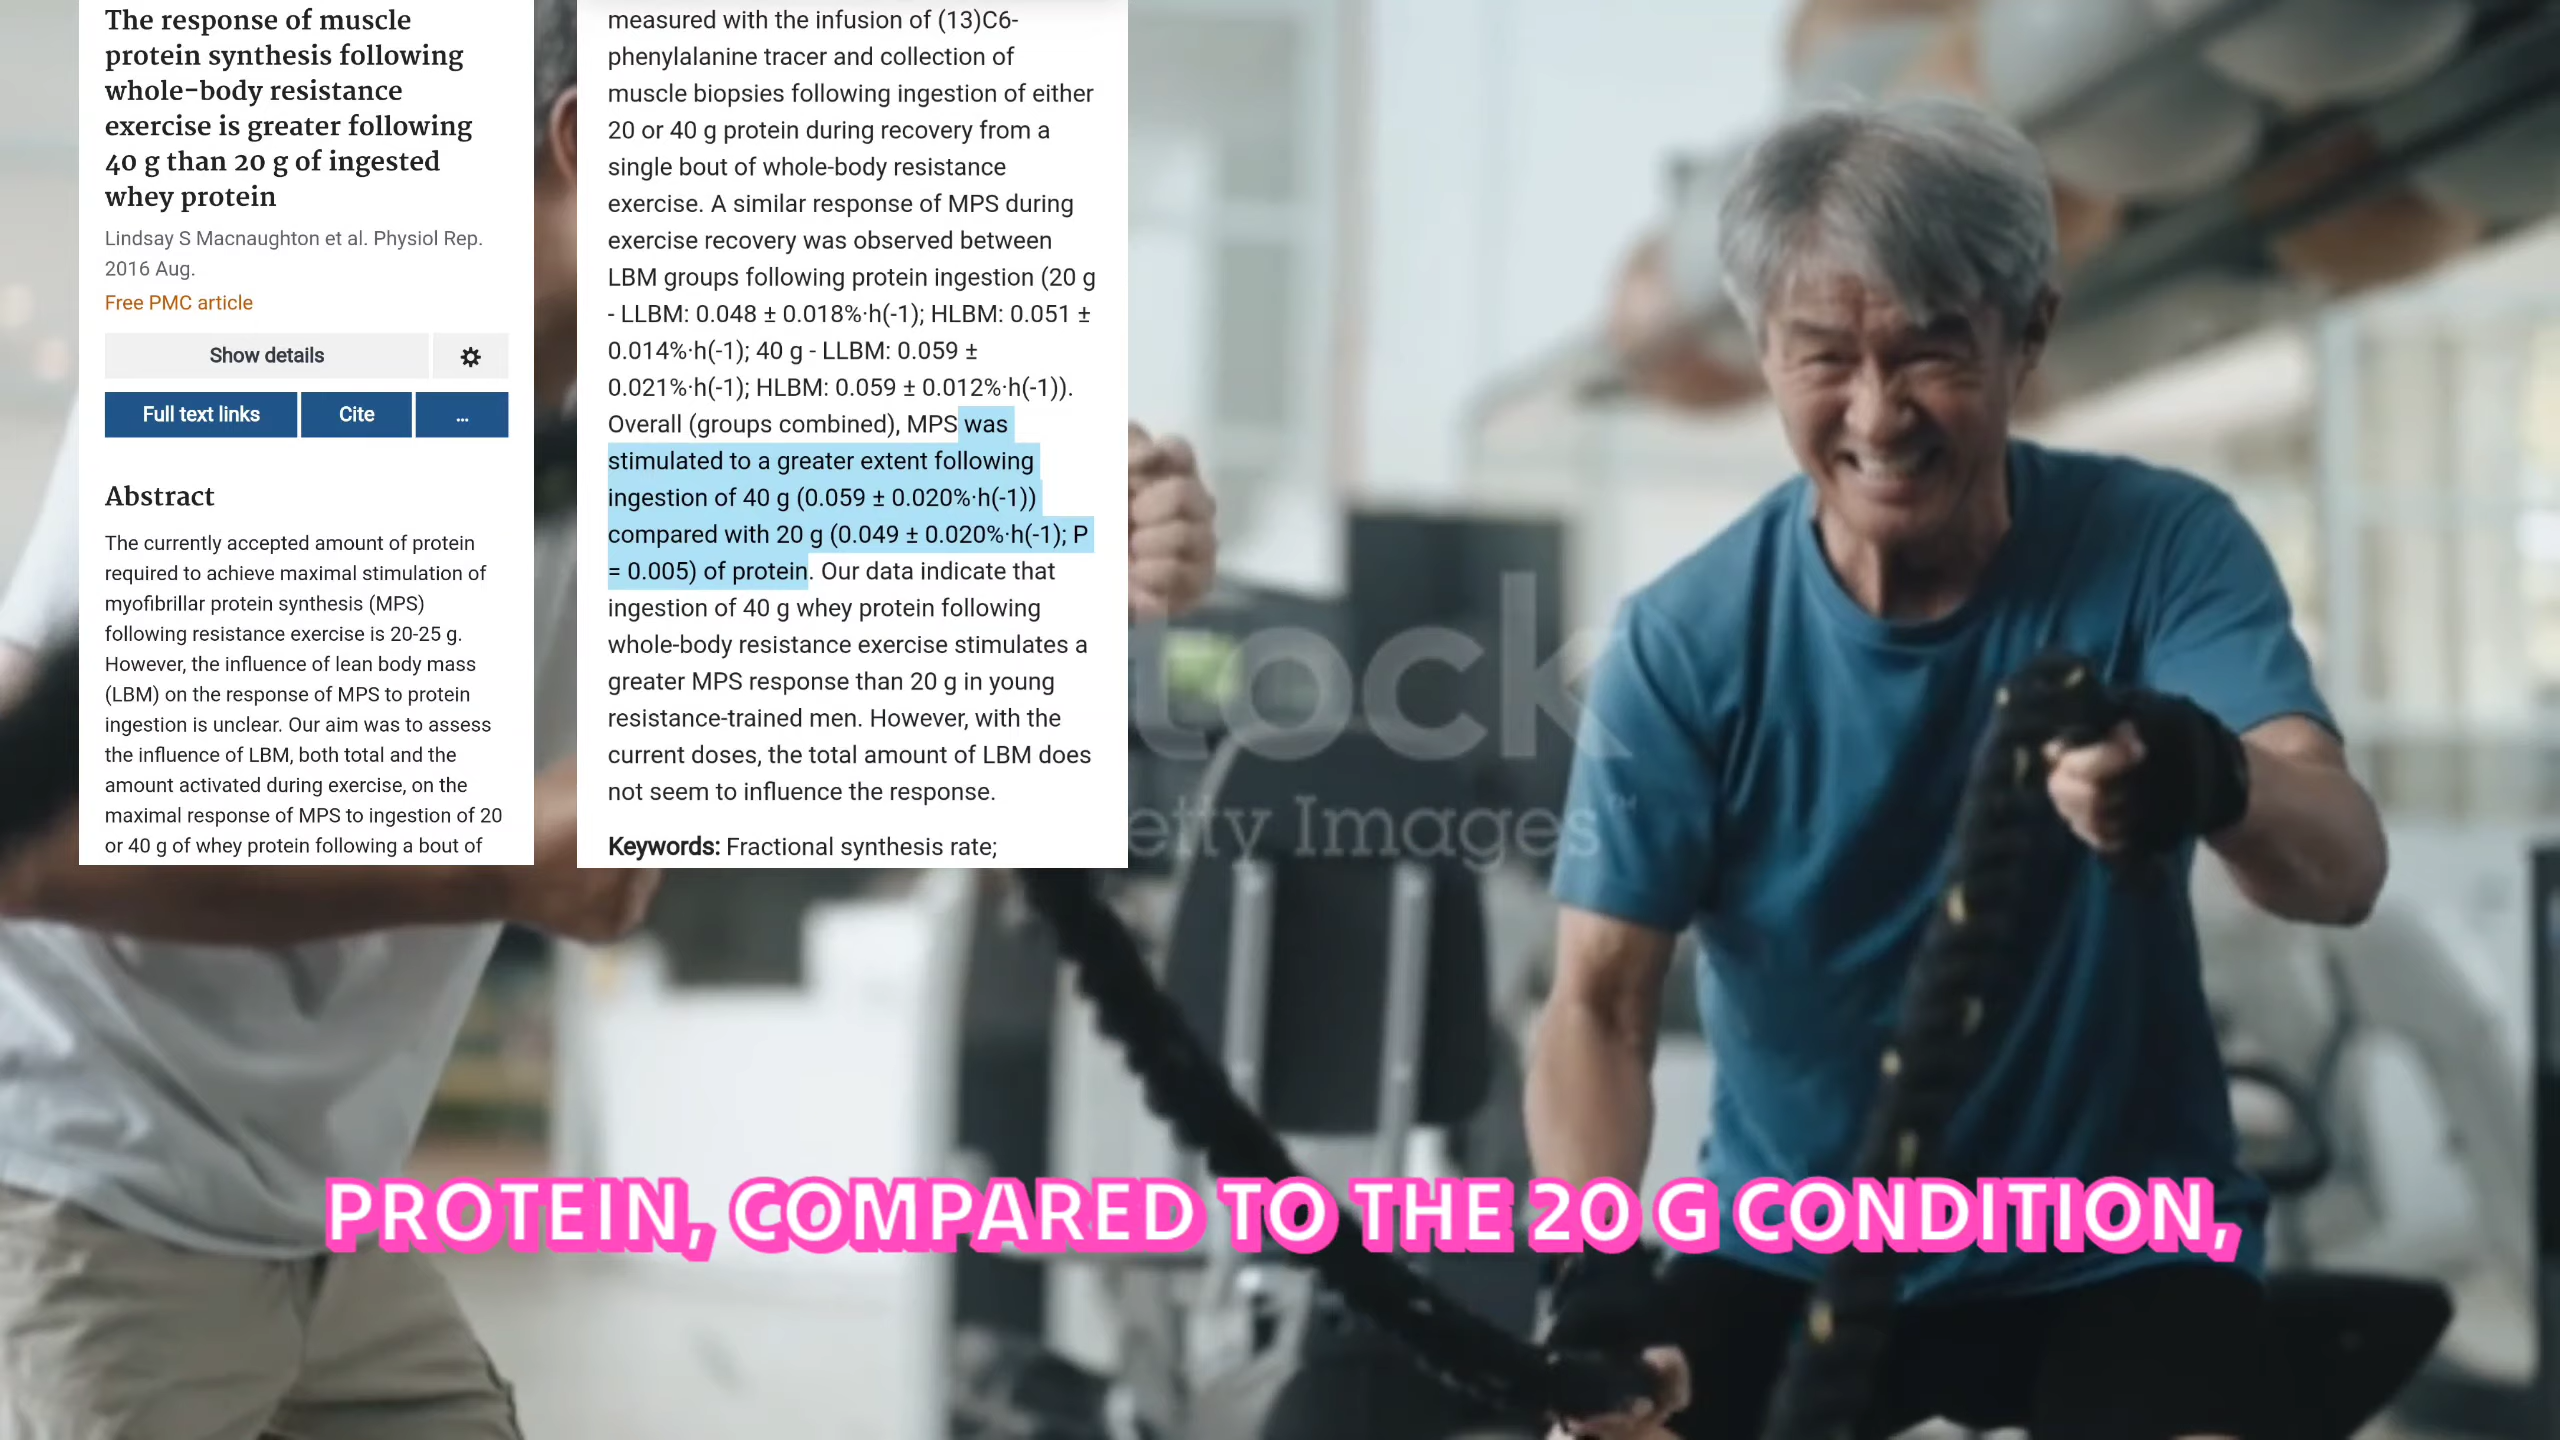 The response of muscle
protein synthesis following
whole-body resistance
exercise is greater following
40 g than 20 g of ingested
whey protein
Lindsay S Macnaughton et al. Physiol Rep.
2016 Aug.
Free PMC article
Show details
Full text links
Cite
...
Abstract
The currently accepted amount of protein
required to achieve maximal stimulation of
myofibrillar protein synthesis (MPS)
following resistance exercise is 20-25 g.
However, the influence of lean body mass
(LBM) on the response of MPS to protein
ingestion is unclear. Our aim was to assess
the influence of LBM, both total and the
amount activated during exercise, on the
maximal response of MPS to ingestion of 20
or 40 g of whey protein following a bout of
measured with the infusion of (13)C6-
phenylalanine tracer and collection of
muscle biopsies following ingestion of either
20 or 40 g protein during recovery from a
single bout of whole-body resistance
exercise. A similar response of MPS during
exercise recovery was observed between
LBM groups following protein ingestion (20 g
- LLBM: 0.048 ± 0.018%·h(-1); HLBM: 0.051 ±
0.014%·h(-1); 40 g - LLBM: 0.059 ±
0.021%·h(-1); HLBM: 0.059 ± 0.012%·h(-1)).
Overall (groups combined), MPS was
stimulated to a greater extent following
ingestion of 40 g (0.059 ± 0.020%·h(-1))
compared with 20 g (0.049 ± 0.020%·h(-1); P
= 0.005) of protein. Our data indicate that
ingestion of 40 g whey protein following
whole-body resistance exercise stimulates a
greater MPS response than 20 g in young
resistance-trained men. However, with the
current doses, the total amount of LBM does
not seem to influence the response.
Keywords: Fractional synthesis rate;
tock
etty Images™
PROTEIN, COMPARED TO THE 20 G CONDITION,